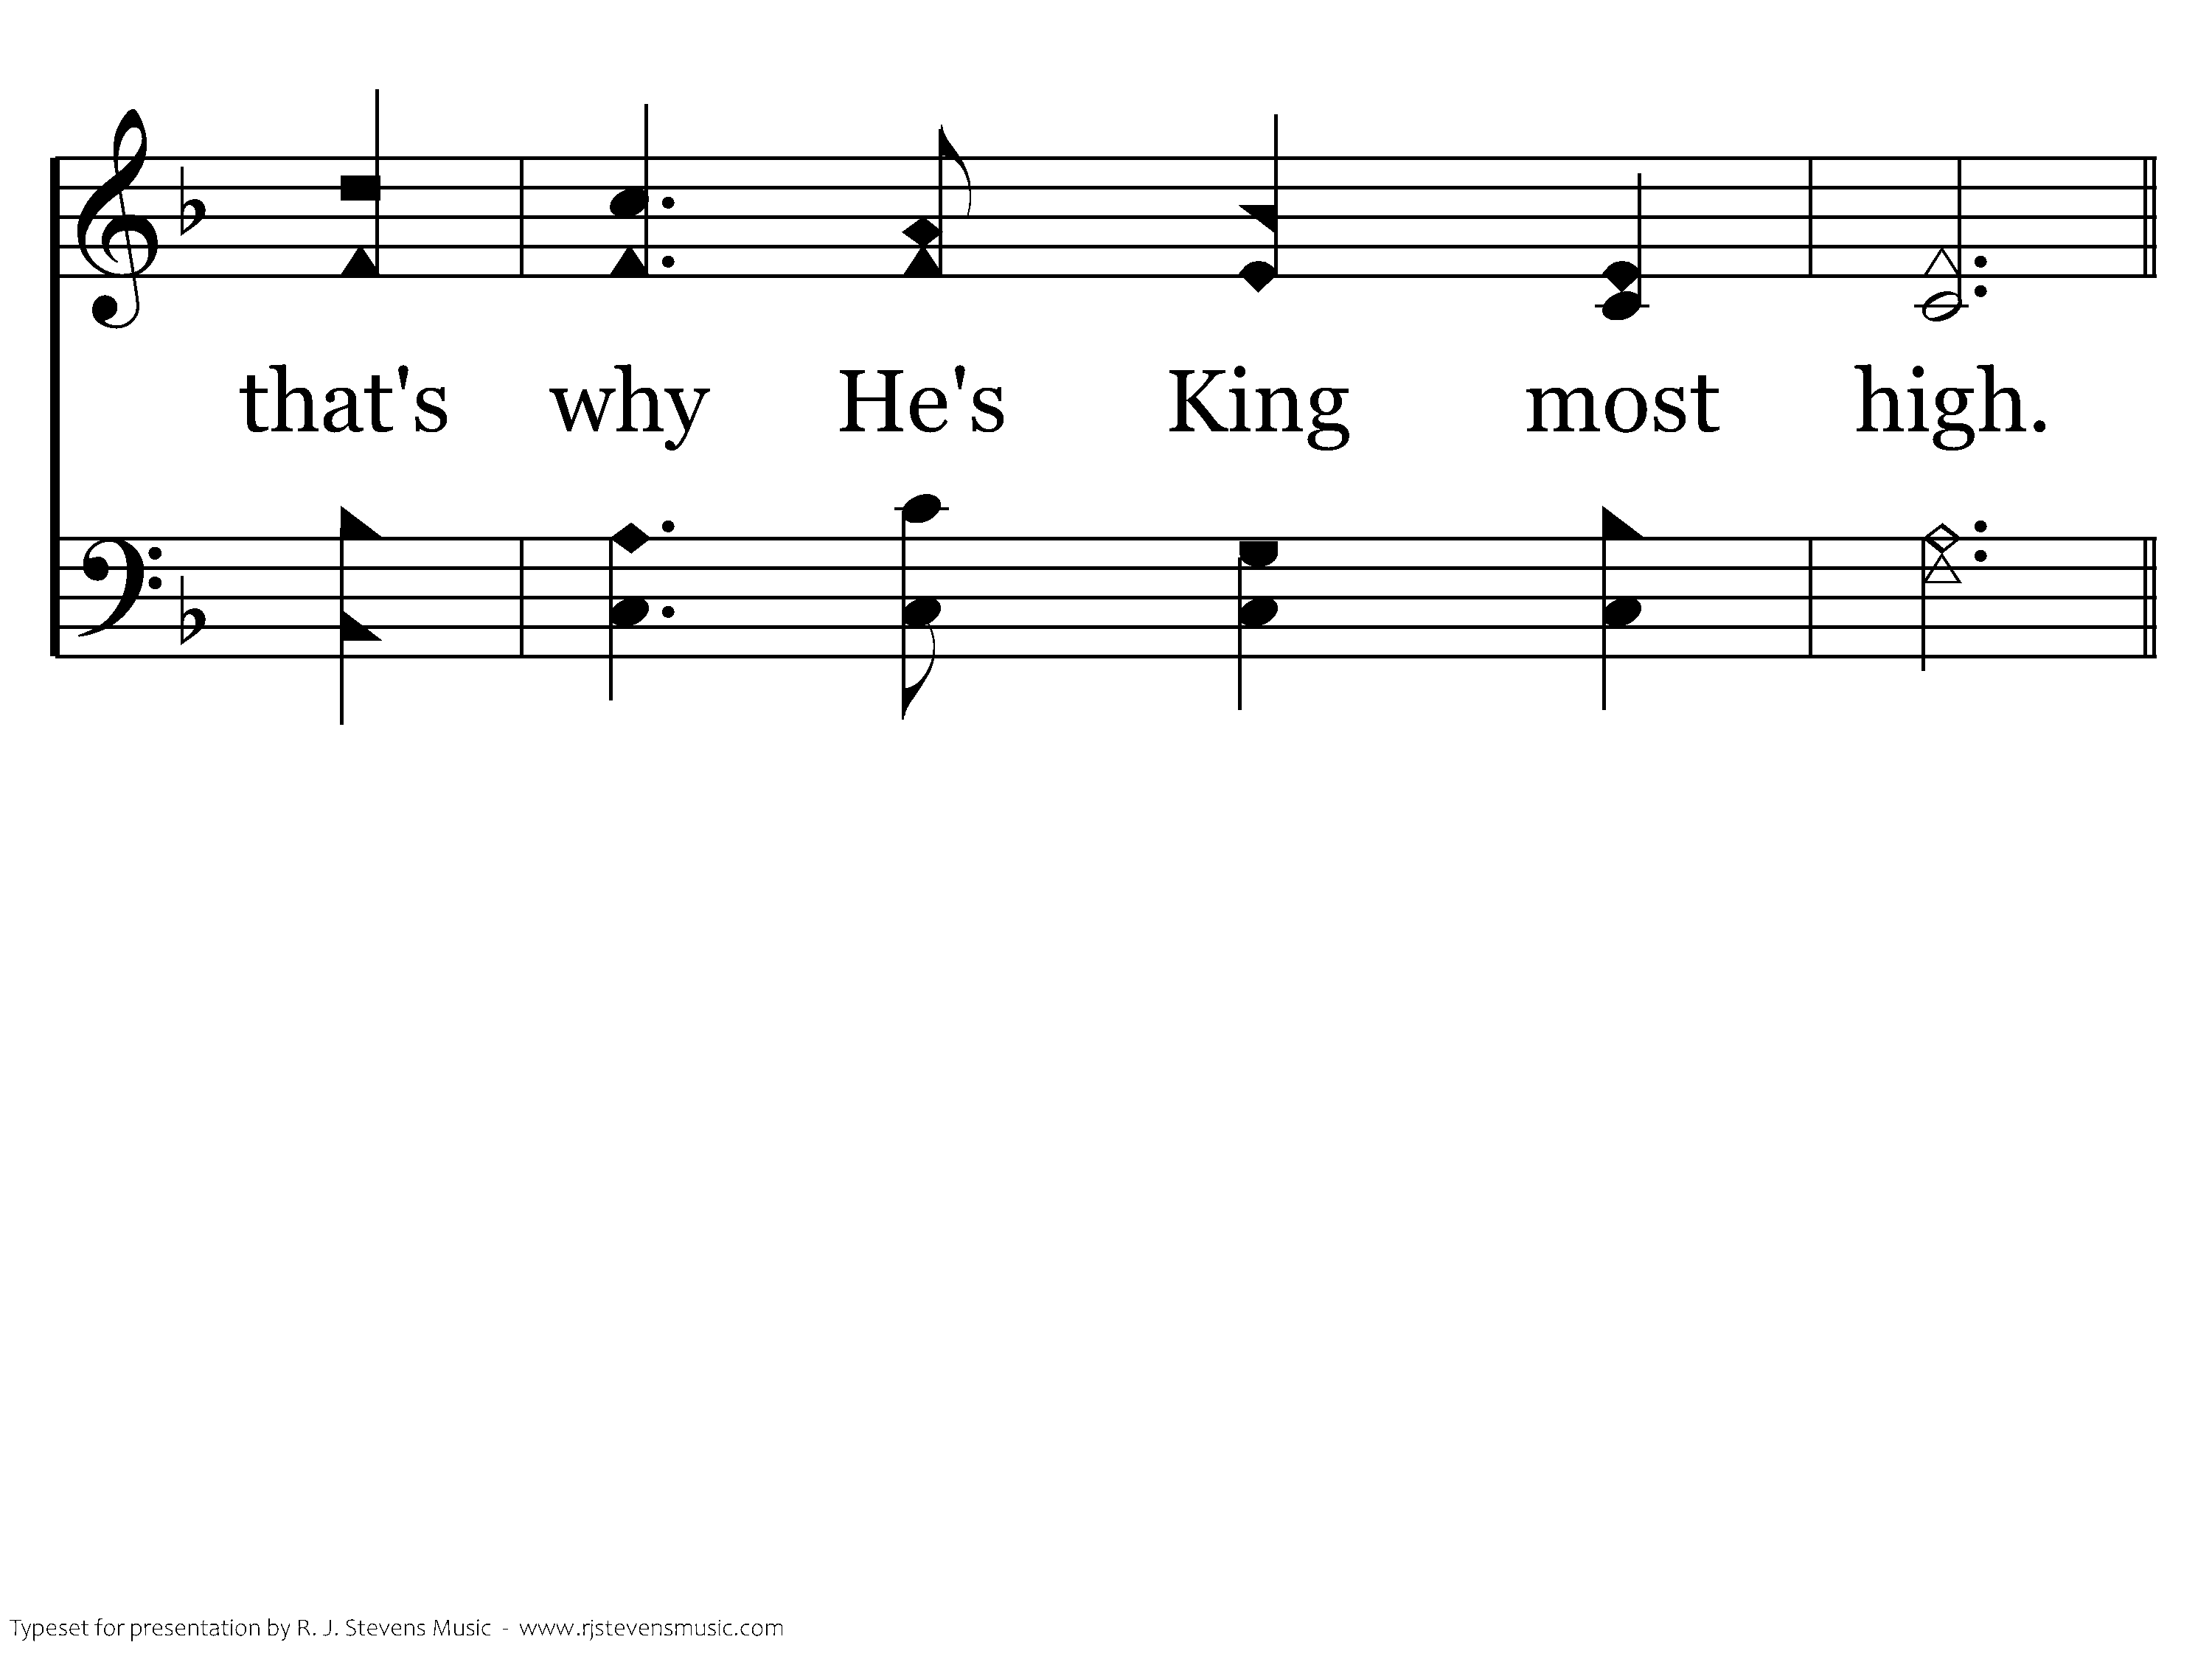 that's why He's King most high.
Typeset for presentation by R. J. Stevens Music - www.rjstevensmusic.com